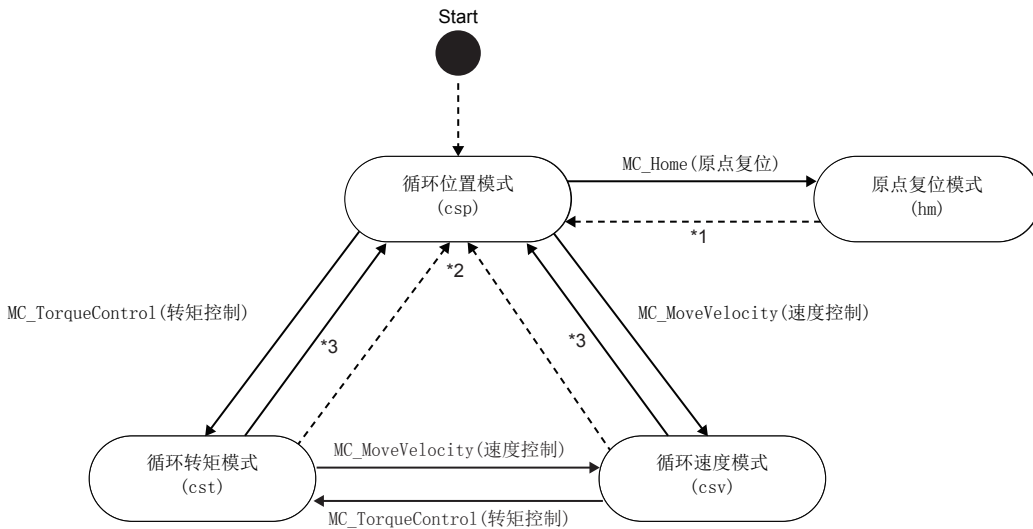 Start
循环位置模式
(csp)
MC_Home(原点复位)
原点复位模式
(hm)
*1
*2
MC_TorqueControl(转矩控制)
MC_MoveVelocity(速度控制)
*3
*3
循环转矩模式
(cst)
MC_MoveVelocity(速度控制)
循环速度模式
(csv)
MC_TorqueControl(转矩控制)